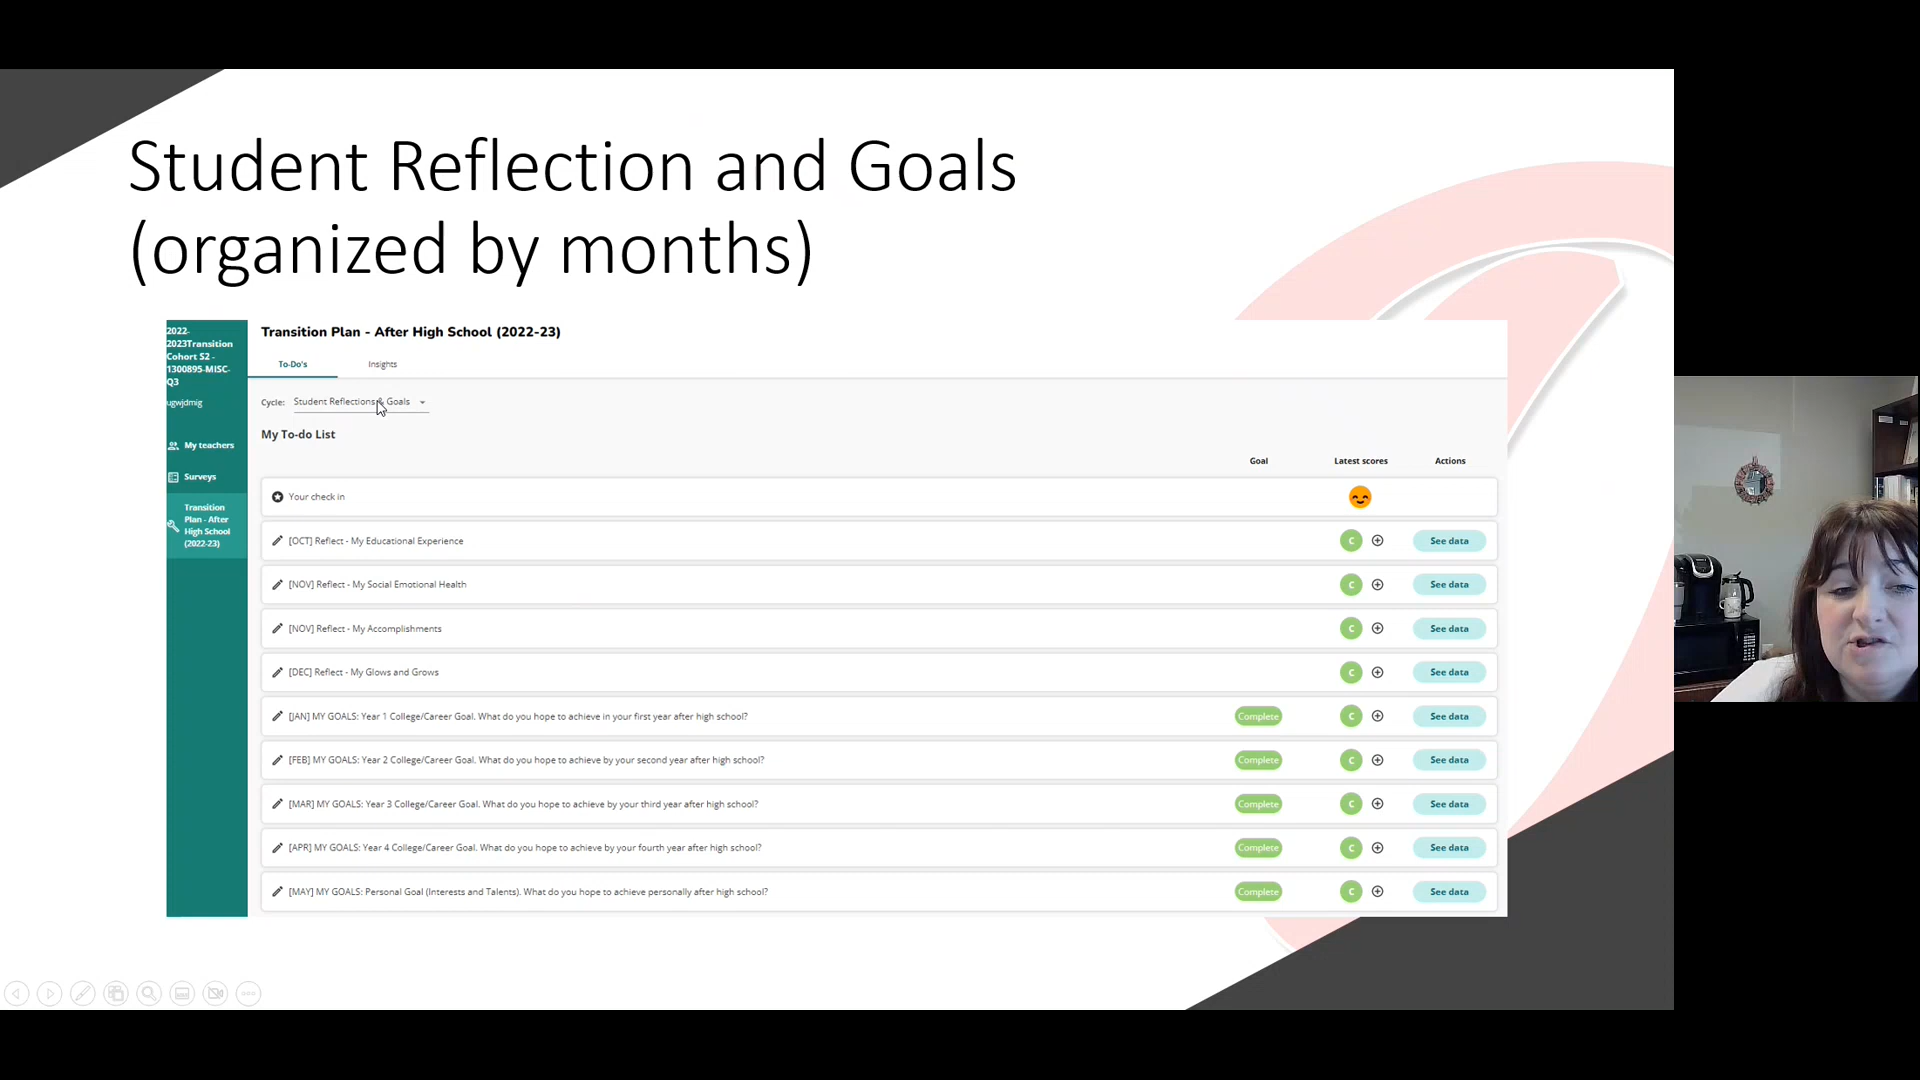 Student Reflection and Goals
(organized by months)
2022-
2023Transition
Cohort S2 -
1300895-MISC-
Q3
ugwjdmig
My teachers
Surveys
Transition
Plan - After
High School
(2022-23)
Transition Plan - After High School (2022-23)
To-Do's Insights
Cycle: Student Reflections & Goals
My To-do List
Goal Latest scores Actions
Your check in
[OCT] Reflect - My Educational Experience C See data
[NOV] Reflect - My Social Emotional Health C See data
[NOV] Reflect - My Accomplishments C See data
[DEC] Reflect - My Glows and Grows C See data
[JAN] MY GOALS: Year 1 College/Career Goal. What do you hope to achieve in your first year after high school? Complete C See data
[FEB] MY GOALS: Year 2 College/Career Goal. What do you hope to achieve by your second year after high school? Complete C See data
[MAR] MY GOALS: Year 3 College/Career Goal. What do you hope to achieve by your third year after high school? Complete C See data
[APR] MY GOALS: Year 4 College/Career Goal. What do you hope to achieve by your fourth year after high school? Complete C See data
[MAY] MY GOALS: Personal Goal (Interests and Talents). What do you hope to achieve personally after high school? Complete C See data